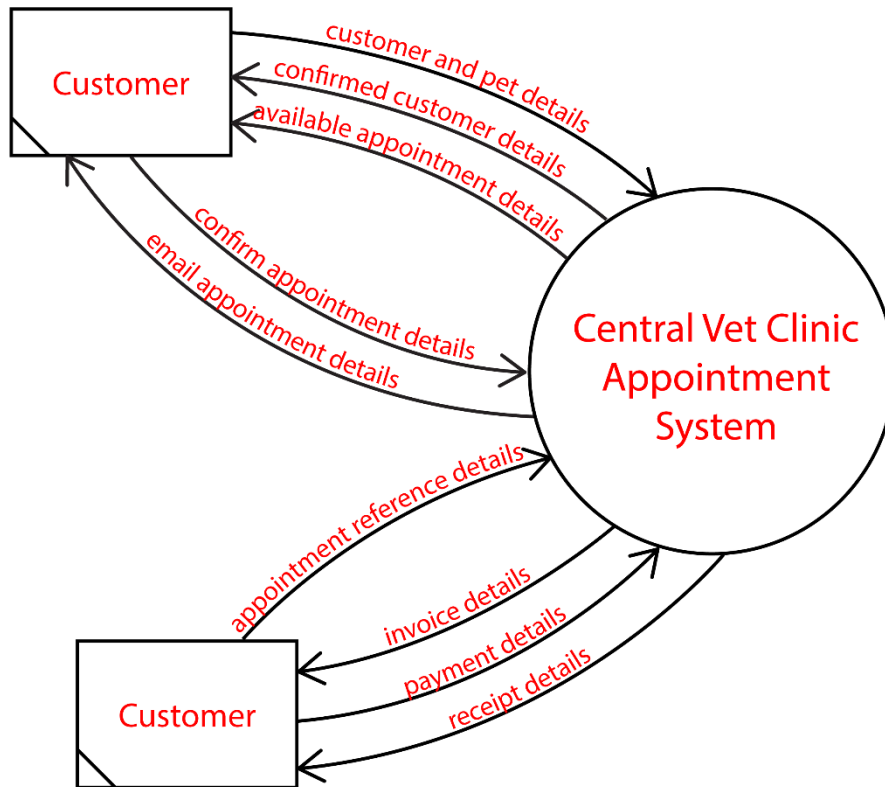 customer and pet details
Customer
confirmed customer details
available appointment details
confirm appointment details
email appointment details
Central Vet Clinic
Appointment
System
appointment reference details
invoice details
payment details
receipt details
Customer